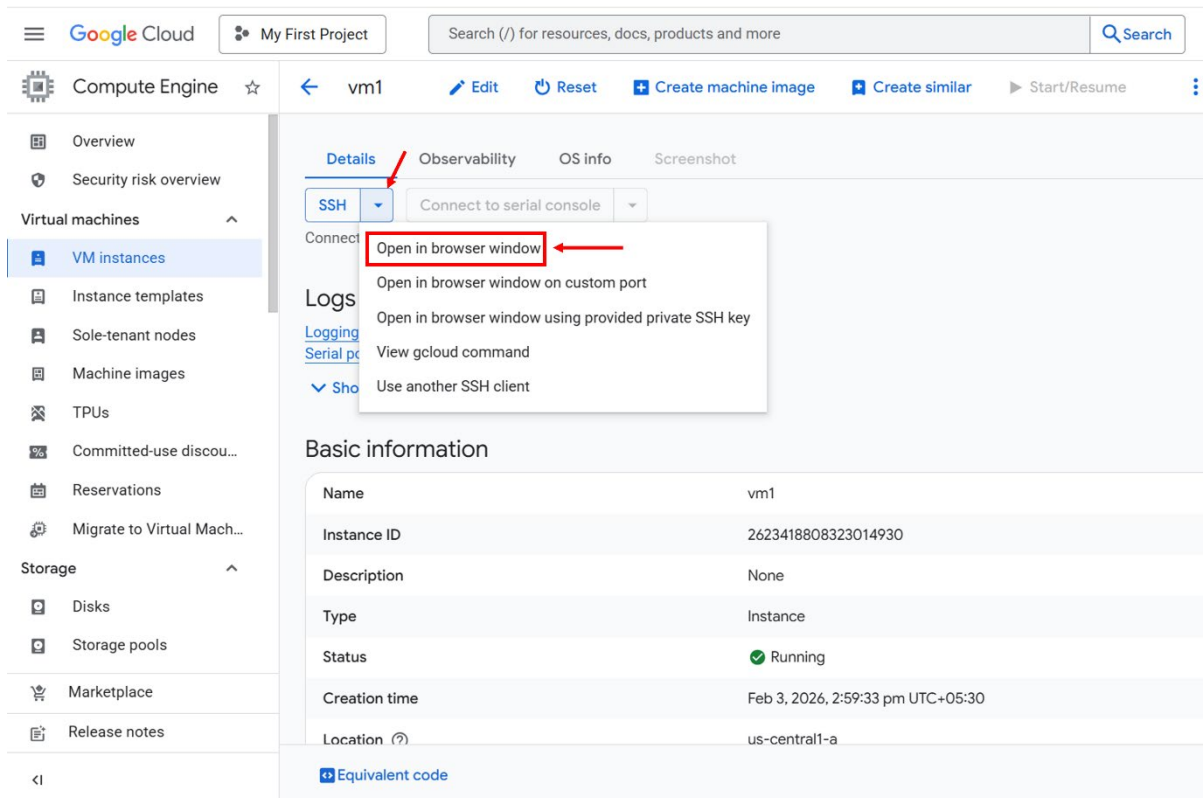 Google Cloud My First Project Search (/) for resources, docs, products and more Search
Compute Engine
vm1 Edit Reset Create machine image Create similar Start/Resume
Overview
Security risk overview
Virtual machines
VM instances
Instance templates
Sole-tenant nodes
Machine images
TPUs
Committed-use discou...
Reservations
Migrate to Virtual Mach...
Storage
Disks
Storage pools
Marketplace
Release notes
Details Observability OS info Screenshot
SSH Connect to serial console
Connect
Open in browser window
Open in browser window on custom port
Open in browser window using provided private SSH key
View gcloud command
Use another SSH client
Logs
Logging
Serial po
Sho
Basic information
Name vm1
Instance ID 2623418808323014930
Description None
Type Instance
Status Running
Creation time Feb 3, 2026, 2:59:33 pm UTC+05:30
Location us-central1-a
Equivalent code